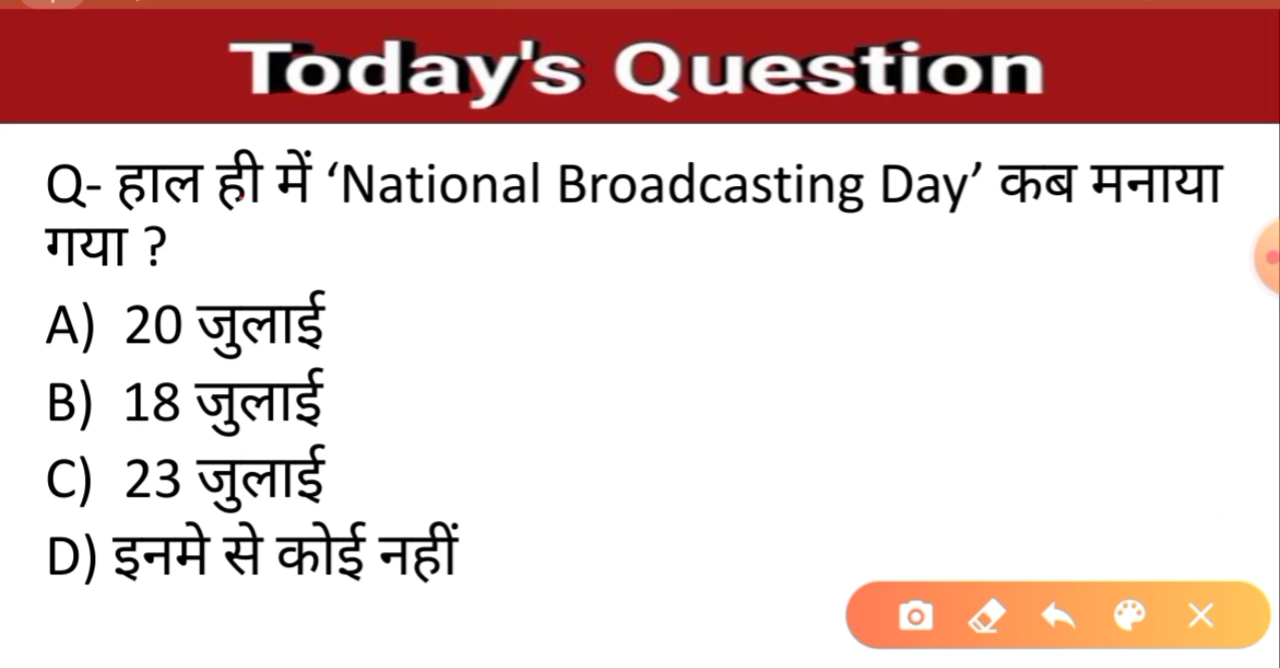 Today's Question
Q- हाल ही में ‘National Broadcasting Day’ कब मनाया
गया ?
A) 20 जुलाई
B) 18 जुलाई
C) 23 जुलाई
D) इनमे से कोई नहीं